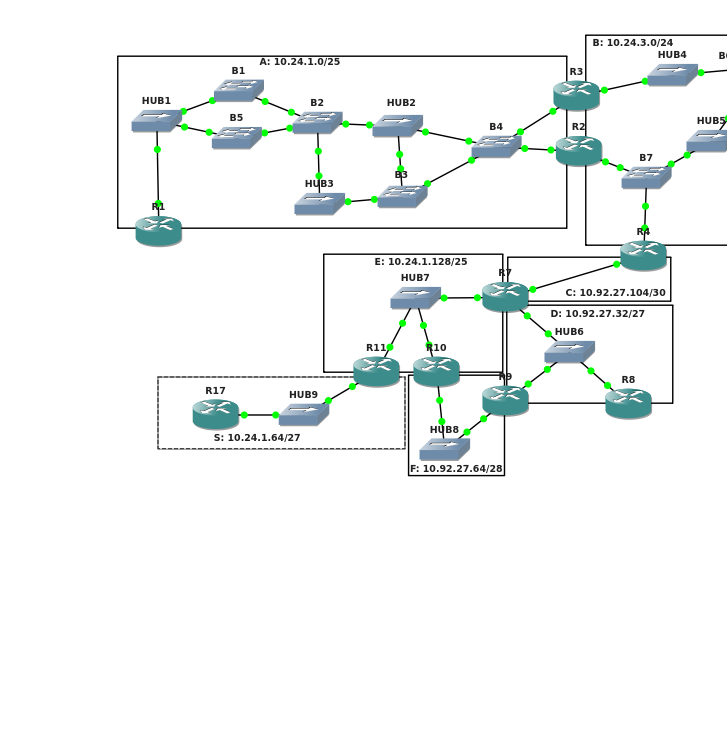 B: 10.24.3.0/24
HUB4
A: 10.24.1.0/25
B1
R3
HUB1
B5
B2
HUB2
B4
R2
HUB5
B7
B3
HUB3
R1
R4
E: 10.24.1.128/25
R7
HUB7
C: 10.92.27.104/30
D: 10.92.27.32/27
HUB6
R11
R10
R9
R8
R17
HUB9
HUB8
S: 10.24.1.64/27
F: 10.92.27.64/28